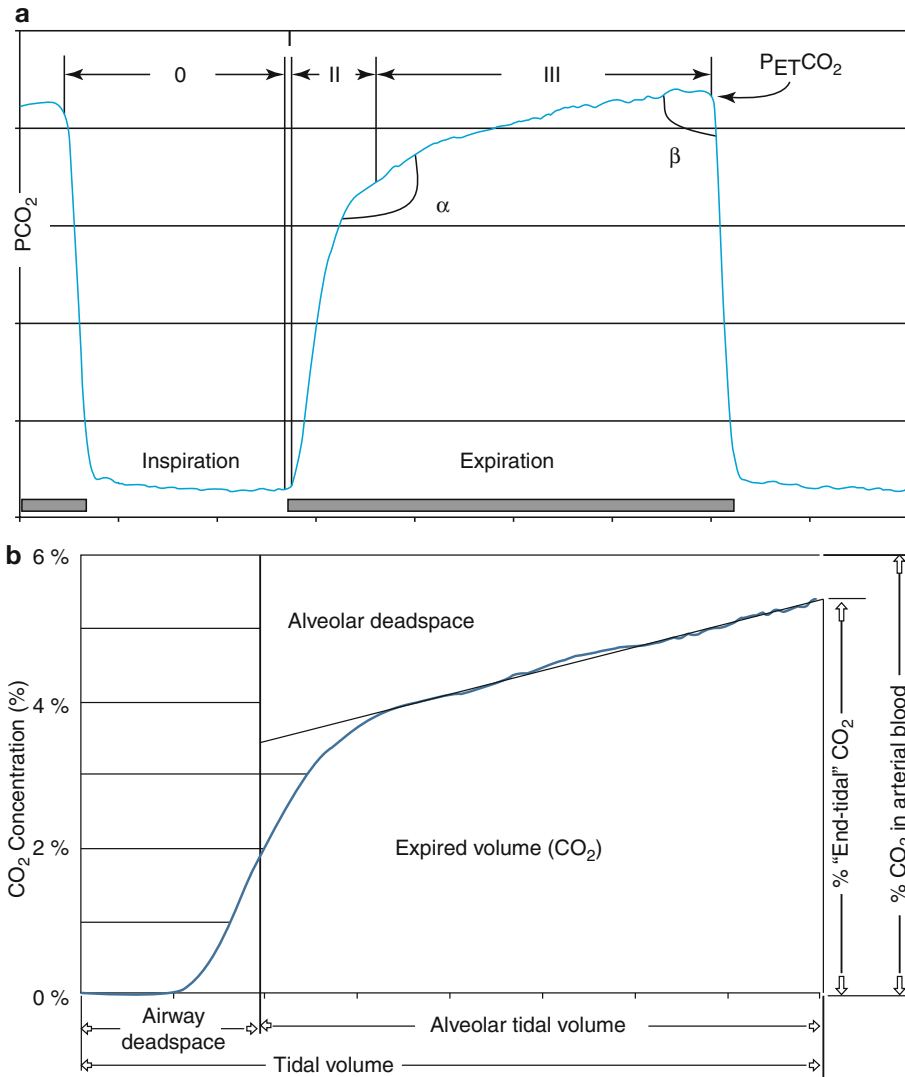 a
I
0
II
III
PETCO2
PCO2
α
β
Inspiration
Expiration
b
6 %
4 %
2 %
0 %
CO2 Concentration (%)
Alveolar deadspace
Expired volume (CO2)
% “End-tidal” CO2
% CO2 in arterial blood
Airway
deadspace
Alveolar tidal volume
Tidal volume